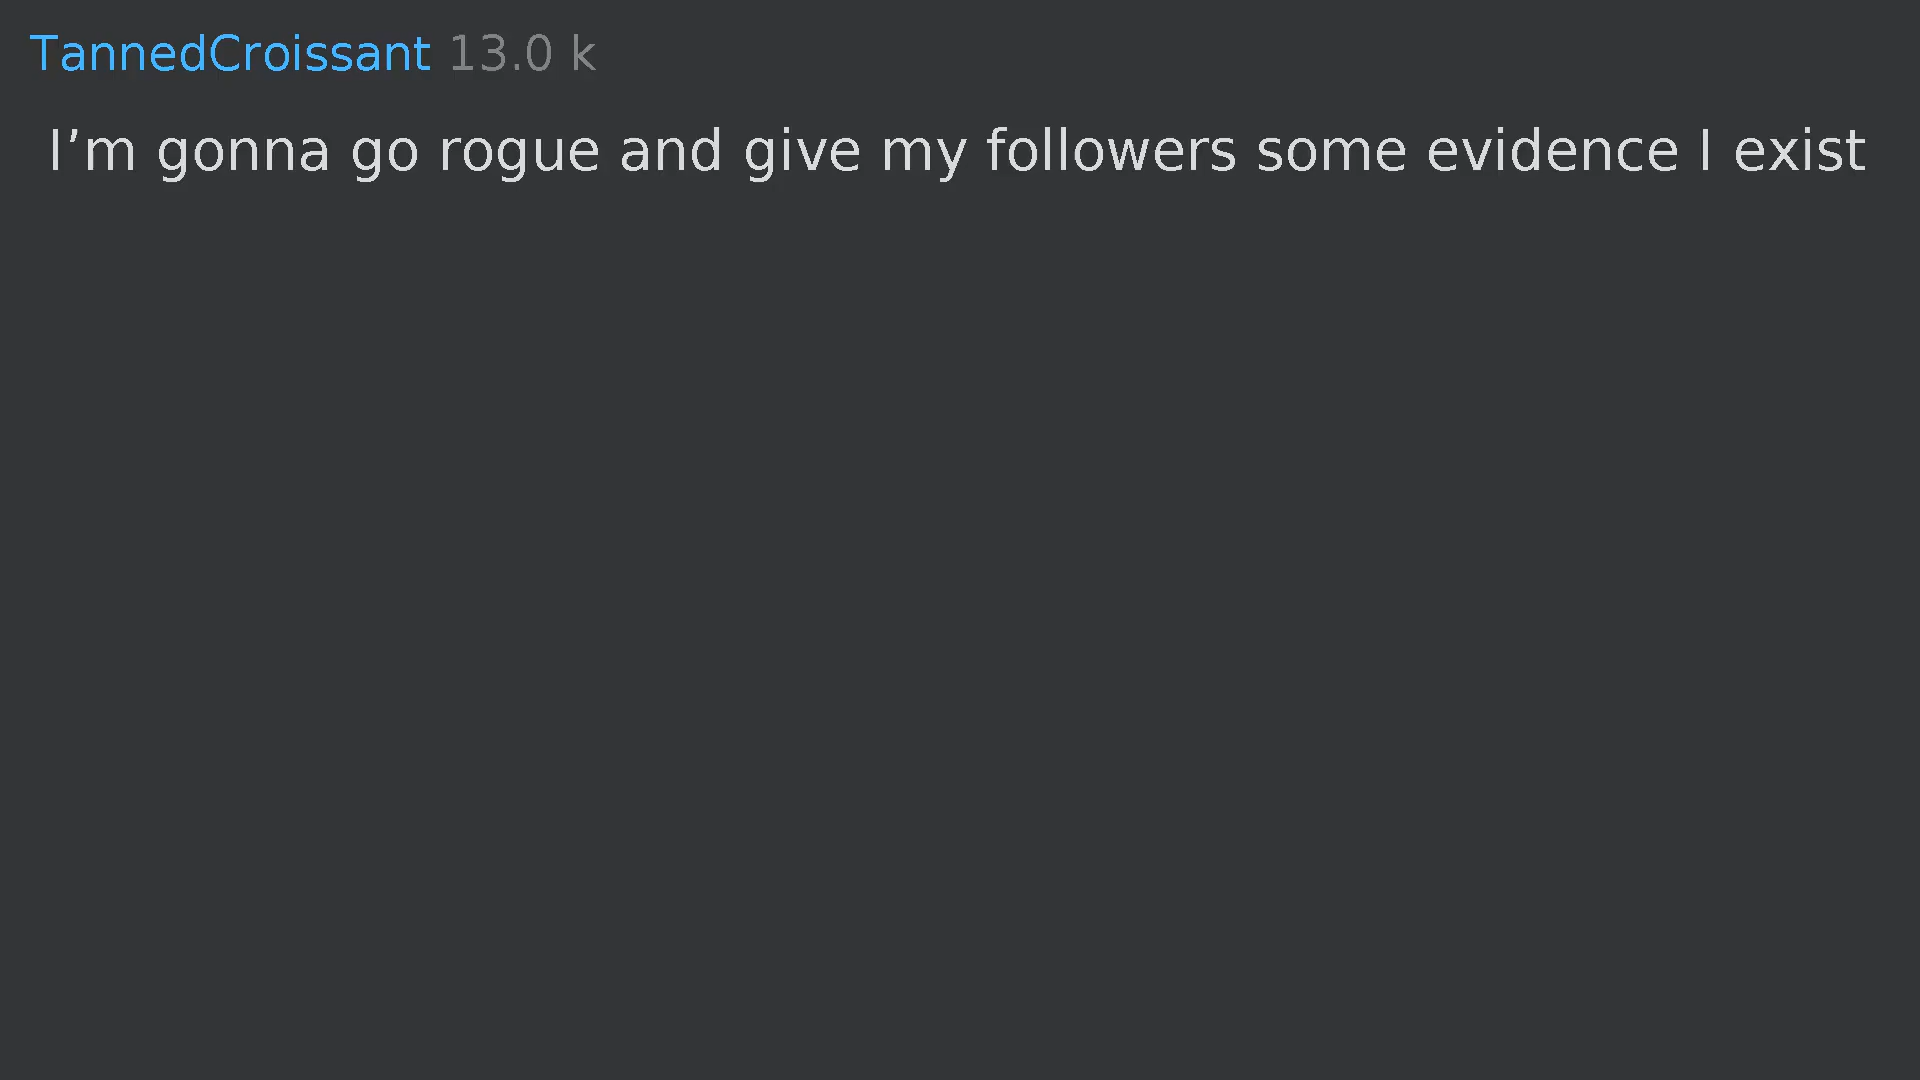 TannedCroissant 13.0 k
I’m gonna go rogue and give my followers some evidence I exist